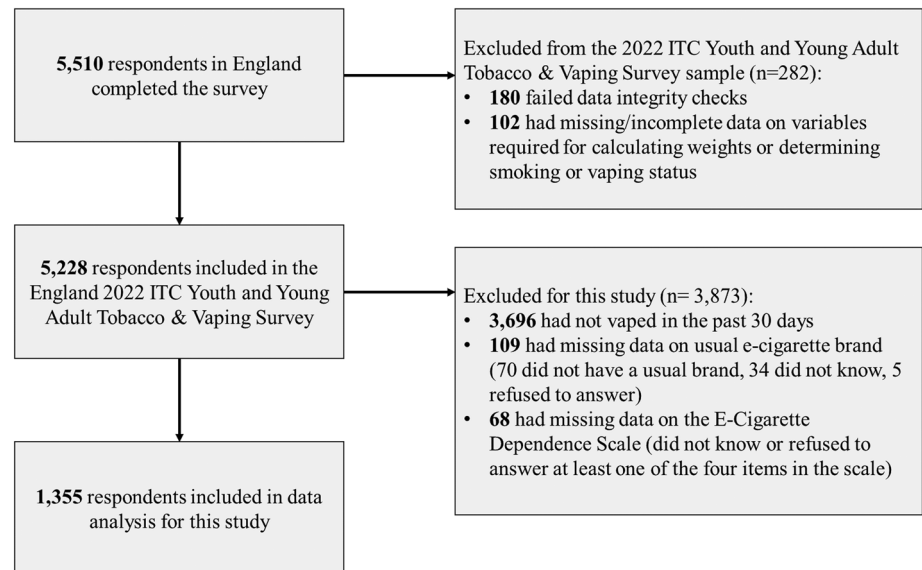 5,510 respondents in England
completed the survey
Excluded from the 2022 ITC Youth and Young Adult
Tobacco & Vaping Survey sample (n=282):
• 180 failed data integrity checks
• 102 had missing/incomplete data on variables
required for calculating weights or determining
smoking or vaping status
5,228 respondents included in the
England 2022 ITC Youth and Young
Adult Tobacco & Vaping Survey
Excluded for this study (n= 3,873):
• 3,696 had not vaped in the past 30 days
• 109 had missing data on usual e-cigarette brand
(70 did not have a usual brand, 34 did not know, 5
refused to answer)
• 68 had missing data on the E-Cigarette
Dependence Scale (did not know or refused to
answer at least one of the four items in the scale)
1,355 respondents included in data
analysis for this study